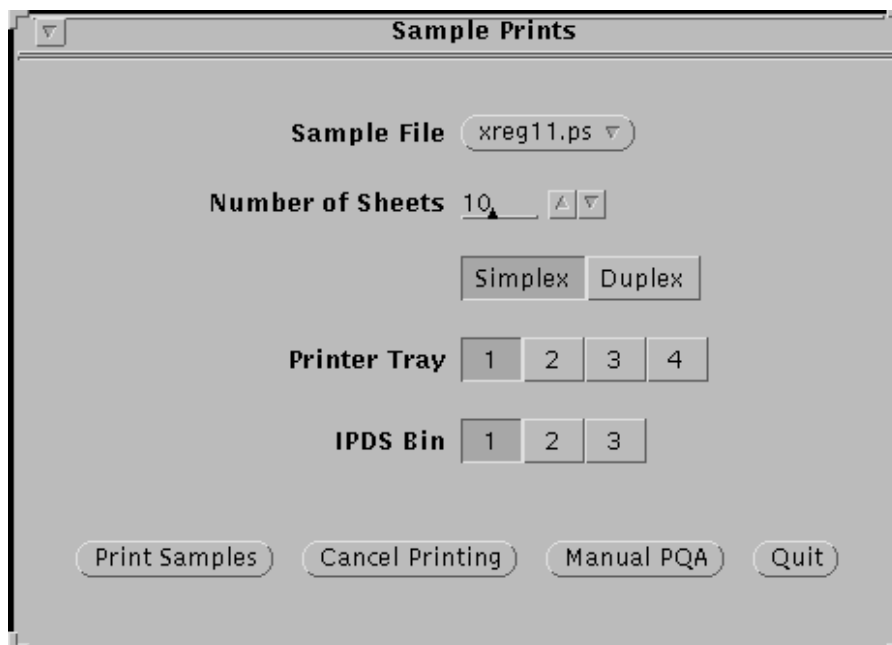 Sample Prints
Sample File xreg11.ps
Number of Sheets 10
Simplex Duplex
Printer Tray 1 2 3 4
IPDS Bin 1 2 3
Print Samples Cancel Printing Manual PQA Quit